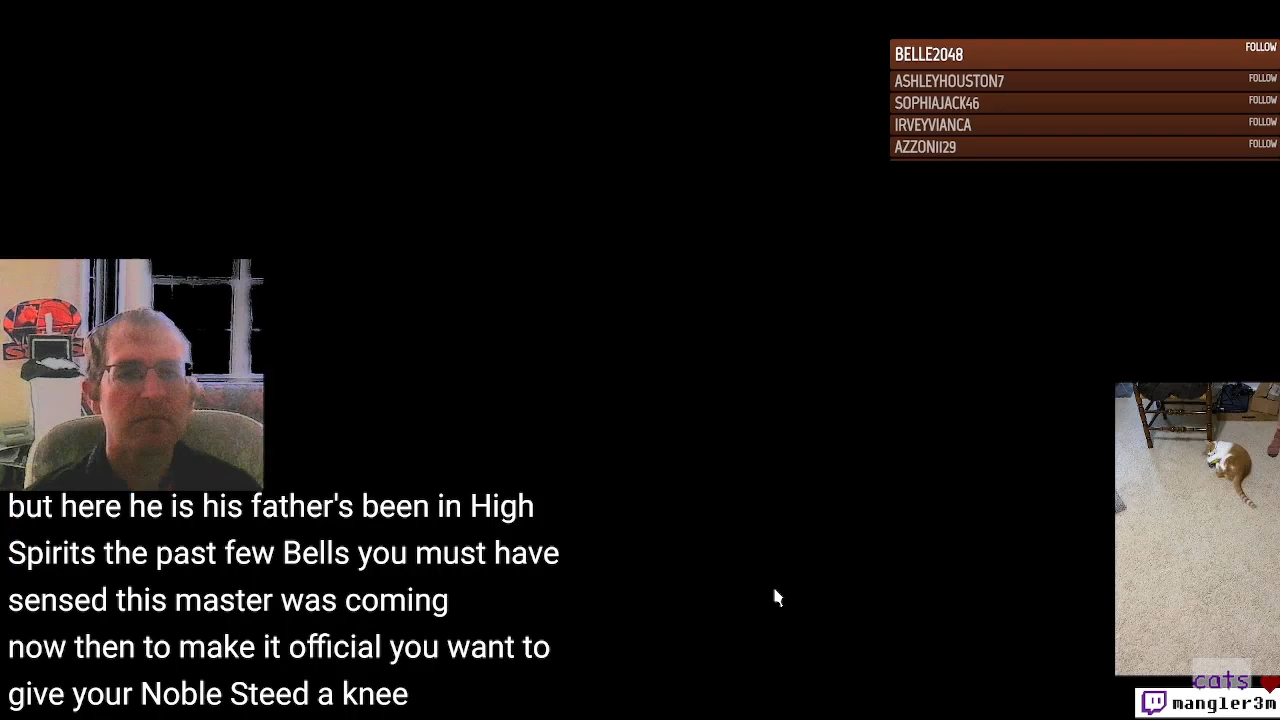 BELLE2048 FOLLOW
ASHLEYHOUSTON7 FOLLOW
SOPHIAJACK46 FOLLOW
IRVEYVIANCA FOLLOW
AZZON1129 FOLLOW
but here he is his father's been in High
Spirits the past few Bells you must have
sensed this master was coming
now then to make it official you want to
give your Noble Steed a knee
cats
mangler3m